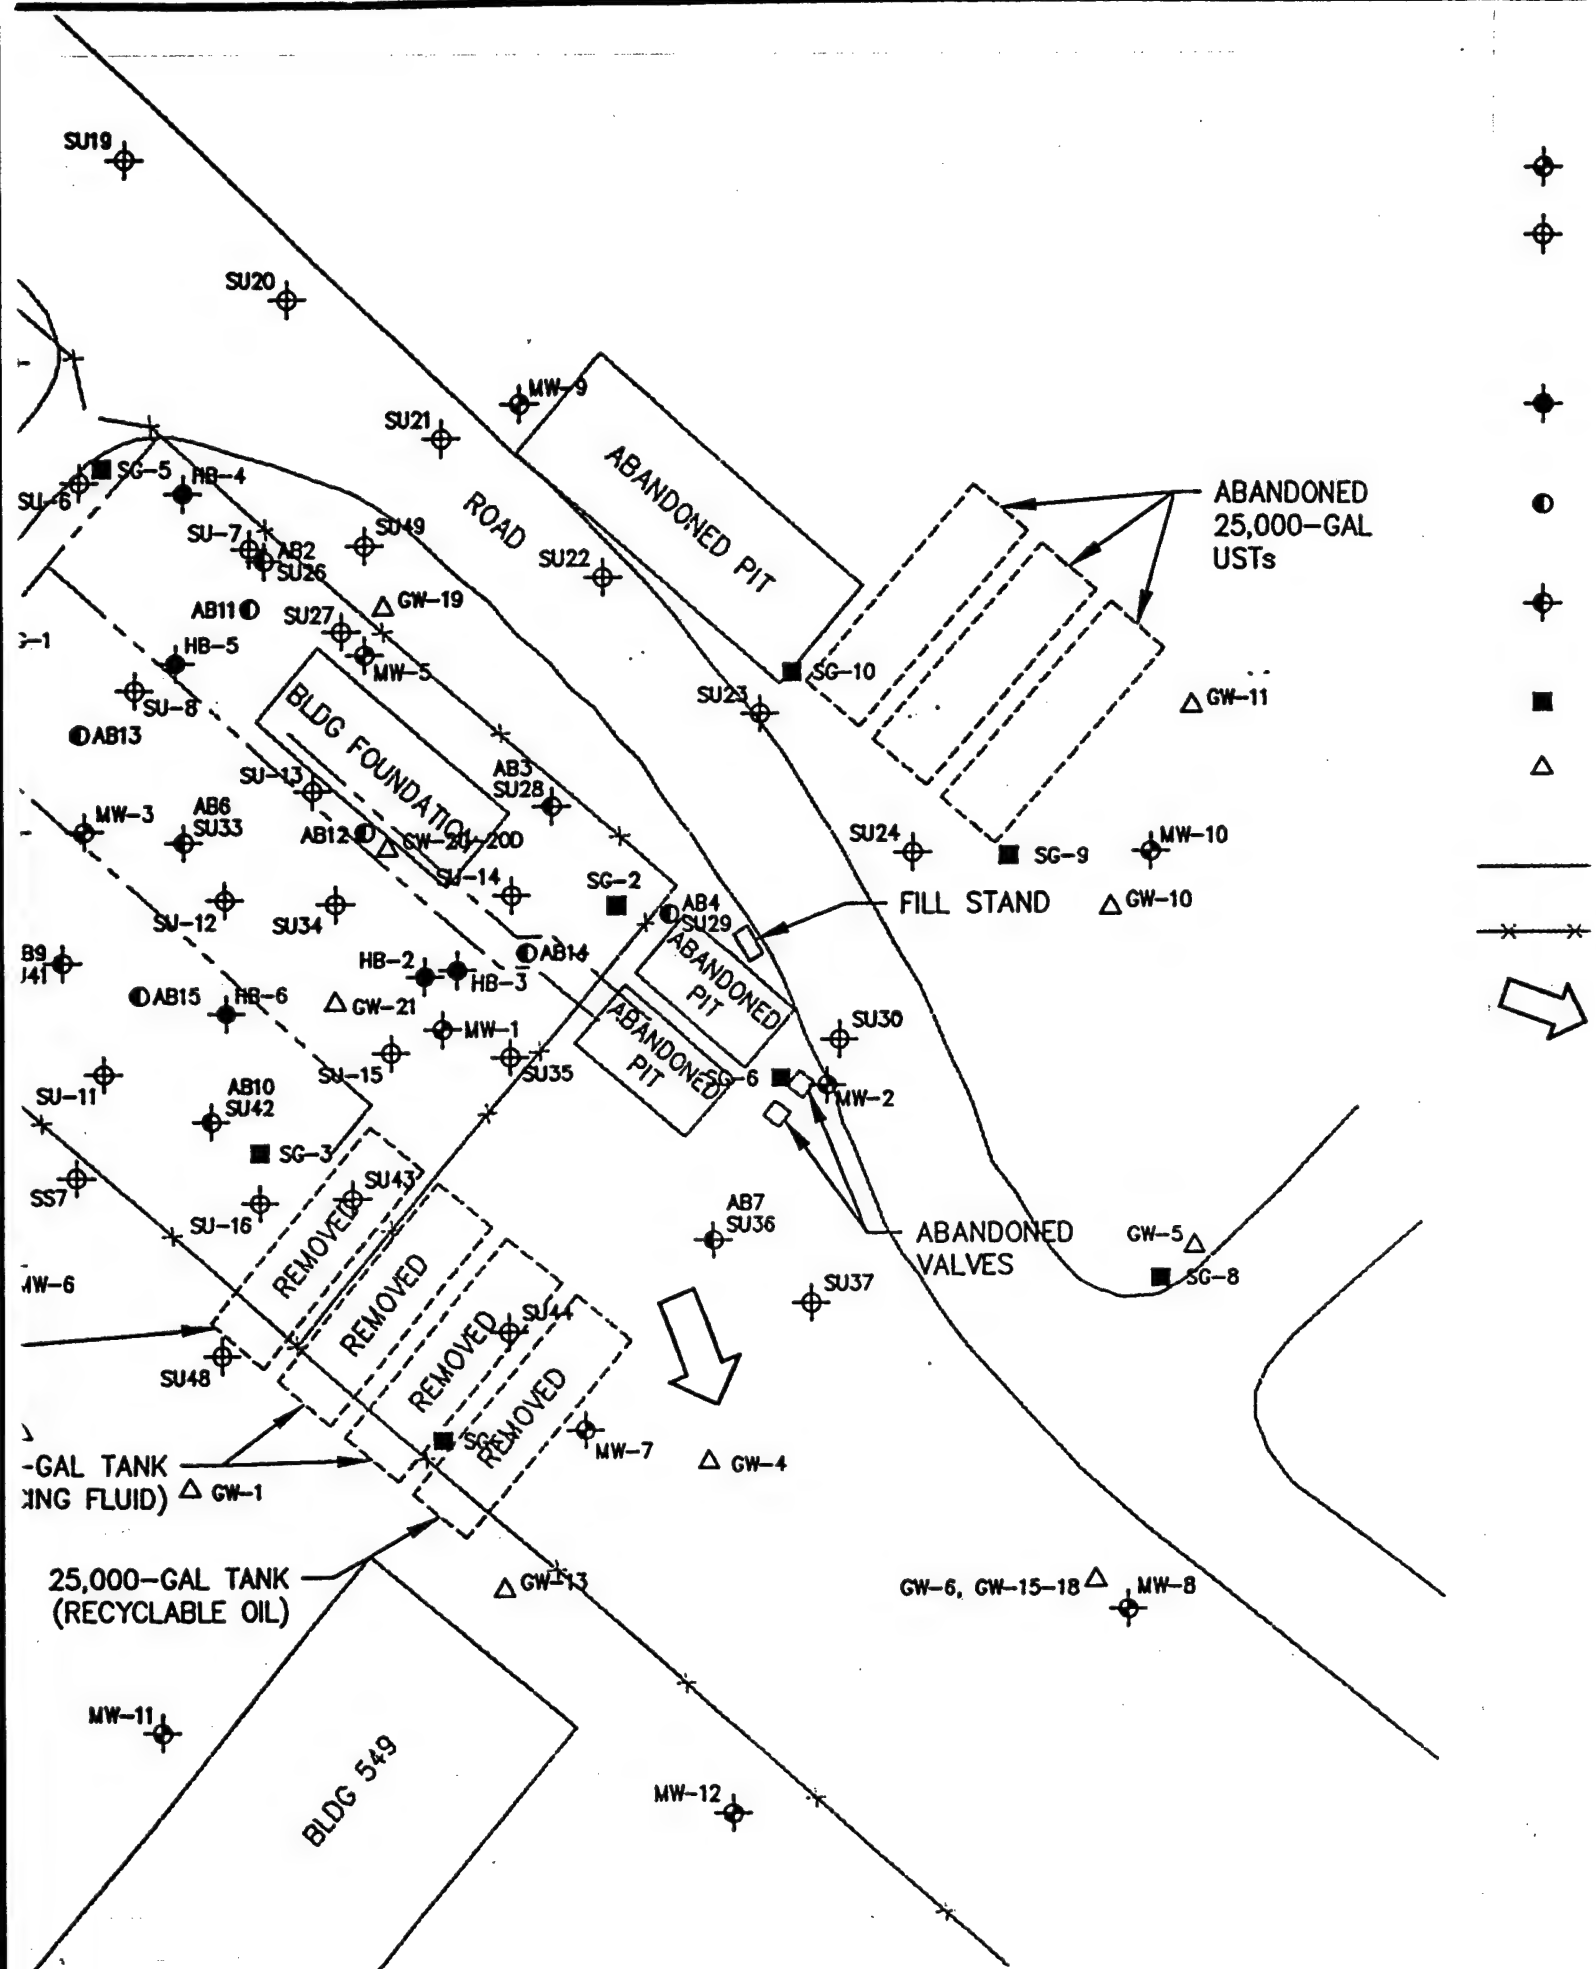 SU19
SU20
MW-9
SU21
SG-5
HB-4
SU-6
ABANDONED PIT
ROAD
ABANDONED
25,000-GAL
USTs
SU-7
SU49
AB2
SU26
SU22
AB11
GW-19
SU27
HB-5
MW-5
SG-10
SU-8
SU23
GW-11
AB13
BLDG FOUNDATION
SU-13
AB3
SU28
MW-3
AB6
SU33
AB12
GW-20-20D
SU24
SG-9
MW-10
SU-14
SG-2
AB4
SU29
FILL STAND
GW-10
SU-12
SU34
AB14
HB-2
HB-3
ABANDONED
PIT
AB15
HB-6
GW-21
MW-1
ABANDONED
PIT
SU30
SU-15
SU35
SG-6
MW-2
SU-11
AB10
SU42
SG-3
SS7
SU43
SU-16
AB7
SU36
ABANDONED
VALVES
GW-5
SG-8
MW-6
REMOVED
REMOVED
SU37
SU44
REMOVED
SU48
REMOVED
MW-7
GW-4
-GAL TANK
GW-1
25,000-GAL TANK
(RECYCLABLE OIL)
GW-13
GW-6, GW-15-18
MW-8
MW-11
BLDG 549
MW-12